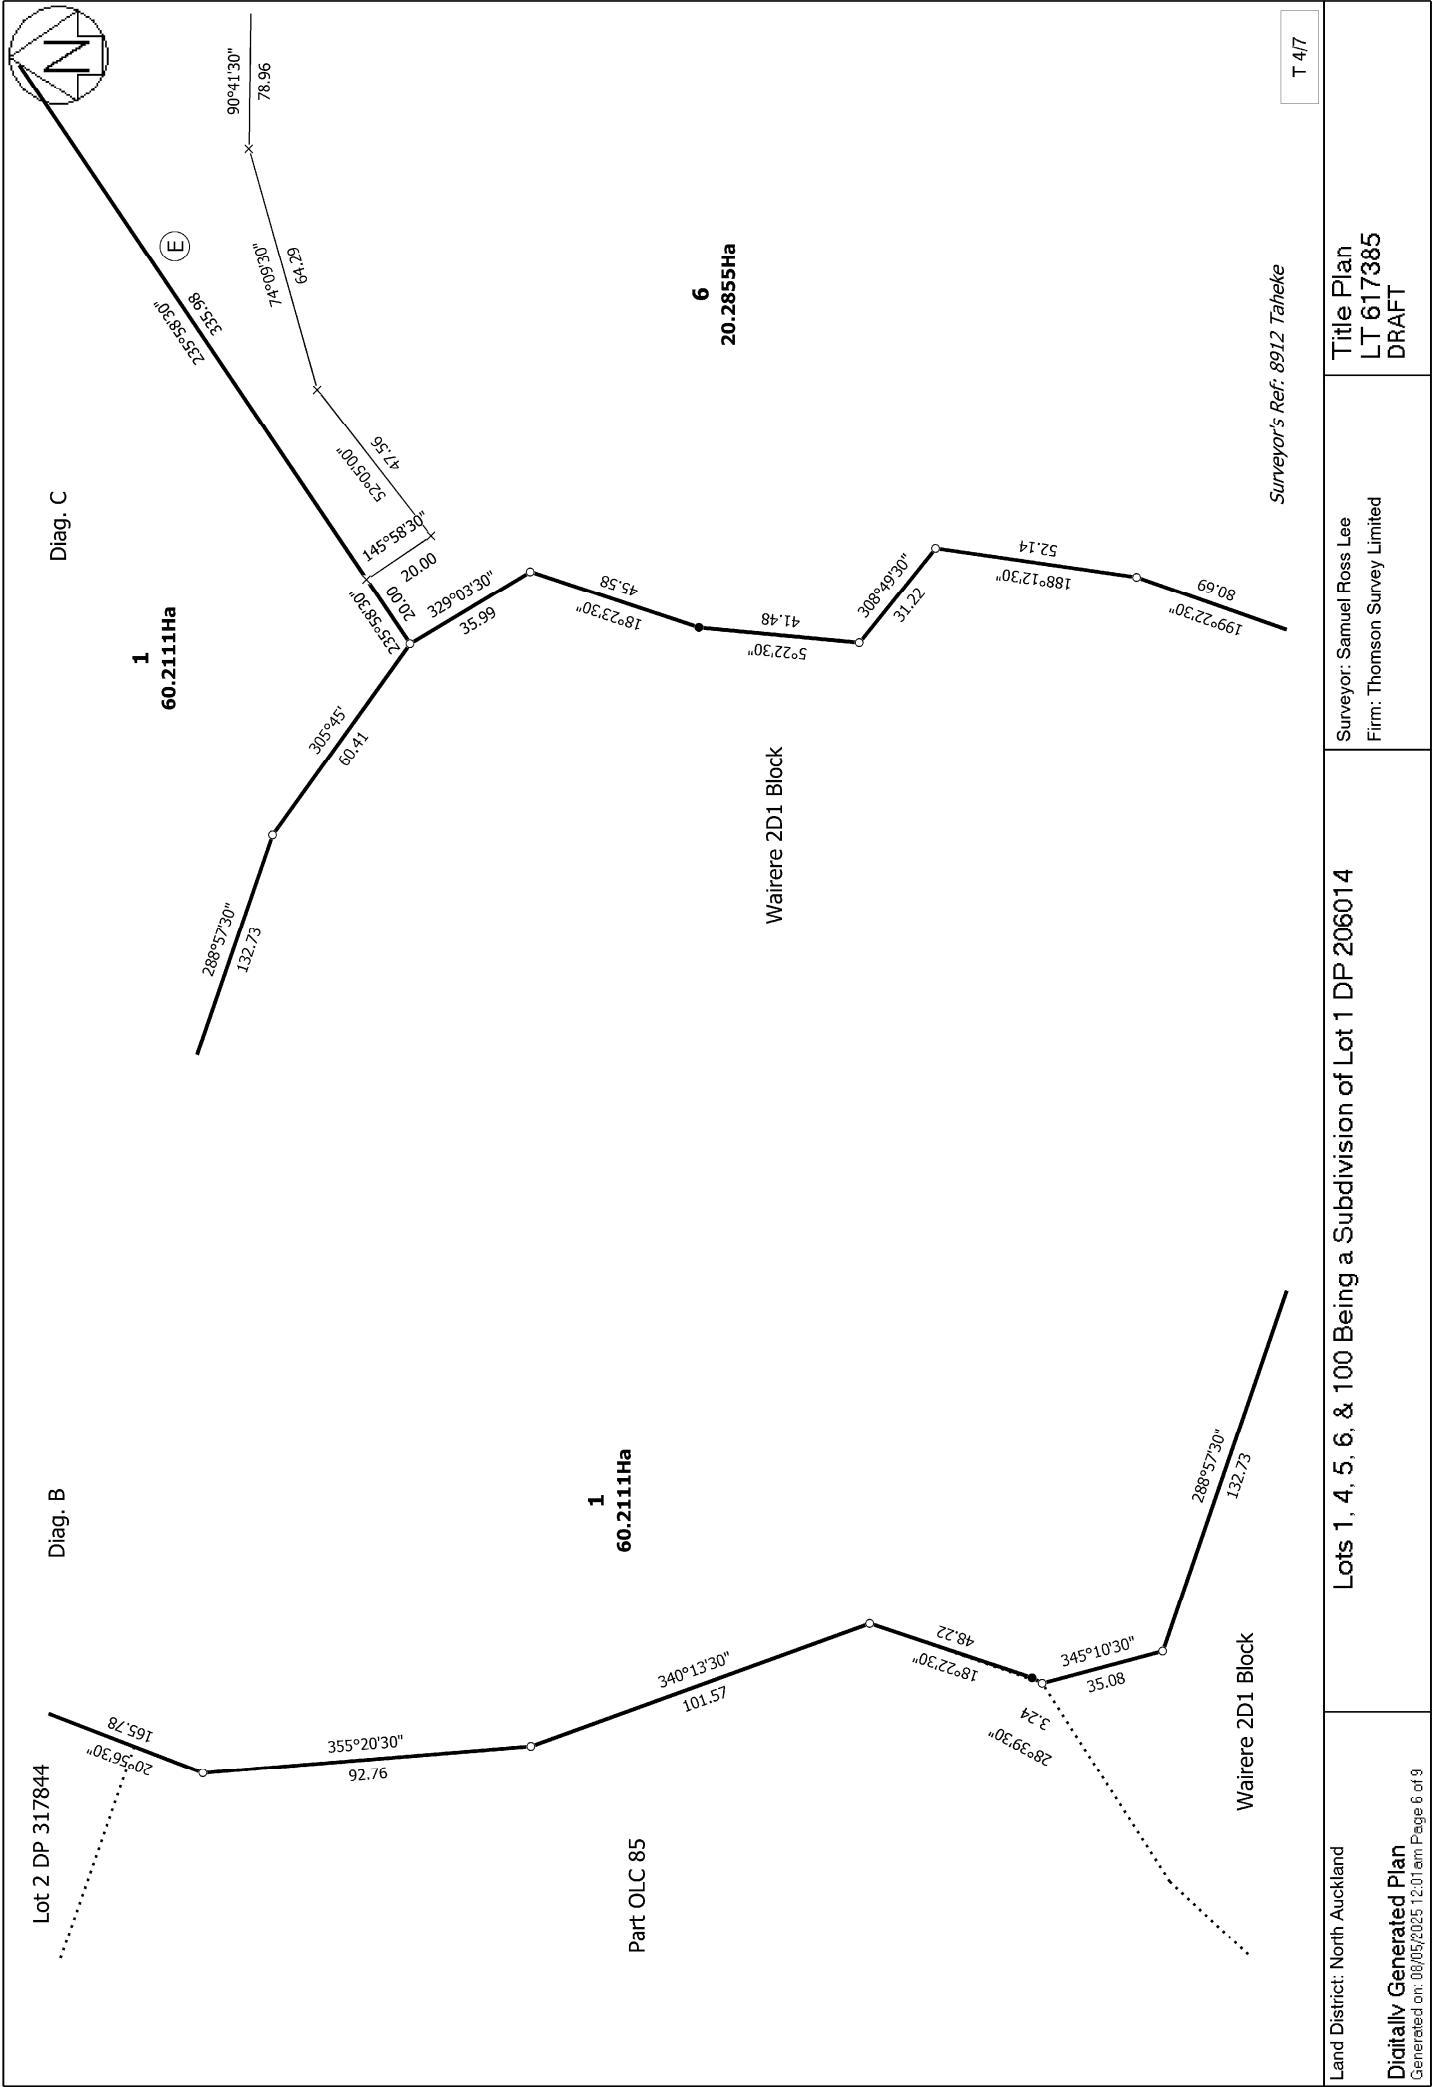 Diag. B
Lot 2 DP 317844
20°56'30"
165.78
355°20'30"
92.76
Part OLC 85
1
60.2111Ha
340°13'30"
101.57
18°22'30"
48.22
28°39'30"
3.24
345°10'30"
35.08
Wairere 2D1 Block
288°57'30"
132.73
Diag. C
N
90°41'30"
78.96
E
235°58'30"
335.98
74°09'30"
64.29
52°05'00"
47.56
145°58'30"
20.00
235°58'30"
20.00
1
60.2111Ha
305°45'
60.41
288°57'30"
132.73
329°03'30"
35.99
18°23'30"
45.58
5°22'30"
41.48
308°49'30"
31.22
188°12'30"
52.14
199°22'30"
80.69
Wairere 2D1 Block
6
20.2855Ha
Surveyor's Ref: 8912 Taheke
T 4/7
Land District: North Auckland
Digitally Generated Plan
Generated on: 08/05/2025 12:01am Page 6 of 9
Lots 1, 4, 5, 6, & 100 Being a Subdivision of Lot 1 DP 206014
Surveyor: Samuel Ross Lee
Firm: Thomson Survey Limited
Title Plan
LT 617385
DRAFT